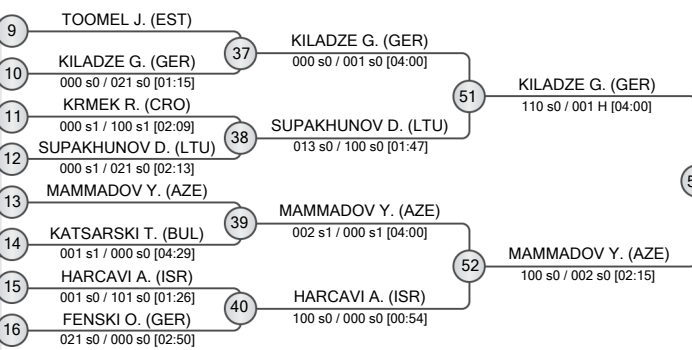 9
TOOMEL J. (EST)
10
KILADZE G. (GER)
000 s0 / 021 s0 [01:15]
37
KILADZE G. (GER)
000 s0 / 001 s0 [04:00]
11
KRMEK R. (CRO)
000 s1 / 100 s1 [02:09]
12
SUPAKHUNOV D. (LTU)
000 s1 / 021 s0 [02:13]
38
SUPAKHUNOV D. (LTU)
013 s0 / 100 s0 [01:47]
51
KILADZE G. (GER)
110 s0 / 001 H [04:00]
13
MAMMADOV Y. (AZE)
14
KATSARSKI T. (BUL)
001 s1 / 000 s0 [04:29]
39
MAMMADOV Y. (AZE)
002 s1 / 000 s1 [04:00]
15
HARCAVI A. (ISR)
001 s0 / 101 s0 [01:26]
16
FENSKI O. (GER)
021 s0 / 000 s0 [02:50]
40
HARCAVI A. (ISR)
100 s0 / 000 s0 [00:54]
52
MAMMADOV Y. (AZE)
100 s0 / 002 s0 [02:15]